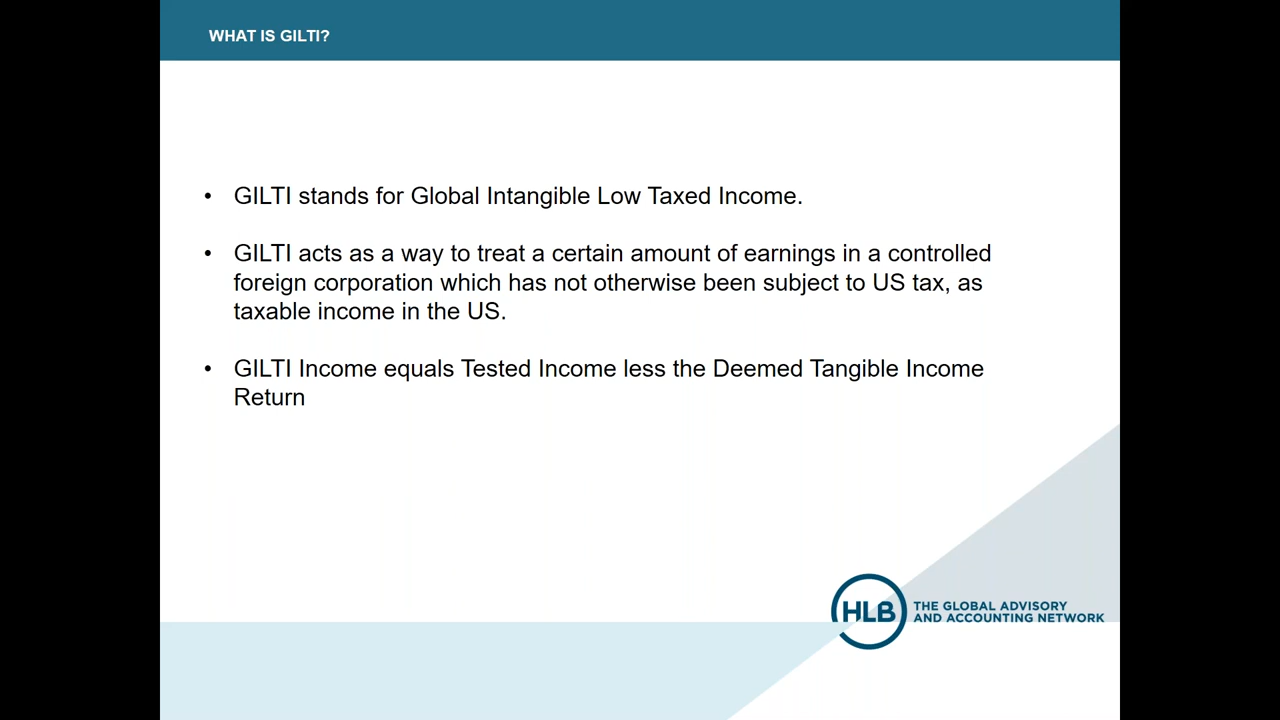 WHAT IS GILTI?
• GILTI stands for Global Intangible Low Taxed Income.
• GILTI acts as a way to treat a certain amount of earnings in a controlled
foreign corporation which has not otherwise been subject to US tax, as
taxable income in the US.
• GILTI Income equals Tested Income less the Deemed Tangible Income
Return
HLB
THE GLOBAL ADVISORY
AND ACCOUNTING NETWORK